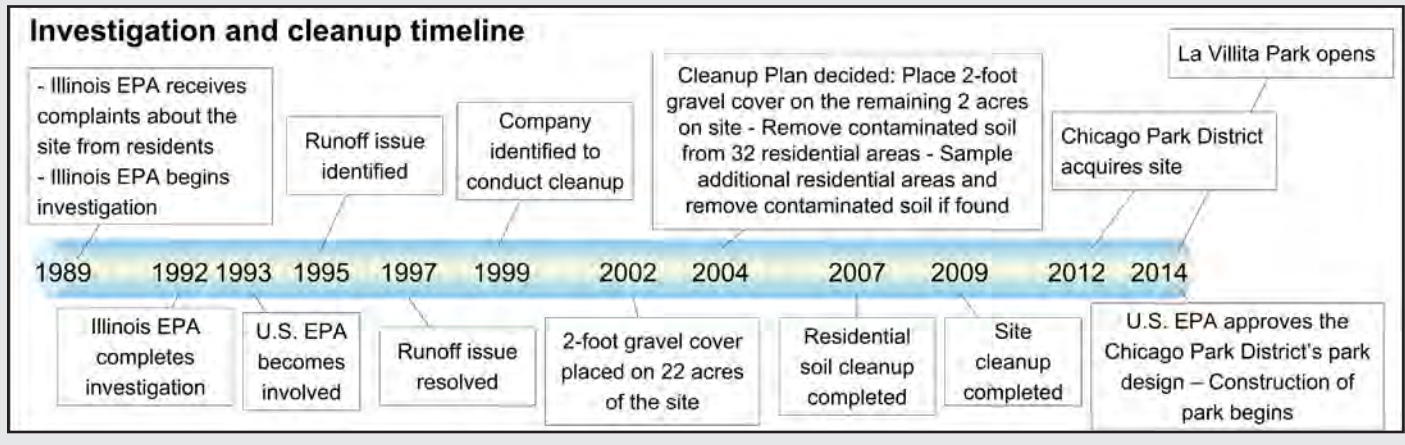 Investigation and cleanup timeline
- Illinois EPA receives
complaints about the
site from residents
- Illinois EPA begins
investigation
Runoff issue
identified
Company
identified to
conduct cleanup
Cleanup Plan decided: Place 2-foot
gravel cover on the remaining 2 acres
on site - Remove contaminated soil
from 32 residential areas - Sample
additional residential areas and
remove contaminated soil if found
Chicago Park District
acquires site
La Villita Park opens
1989 1992 1993 1995 1997 1999 2002 2004 2007 2009 2012 2014
Illinois EPA
completes
investigation
U.S. EPA
becomes
involved
Runoff issue
resolved
2-foot gravel cover
placed on 22 acres
of the site
Residential
soil cleanup
completed
Site
cleanup
completed
U.S. EPA approves the
Chicago Park District's park
design – Construction of
park begins